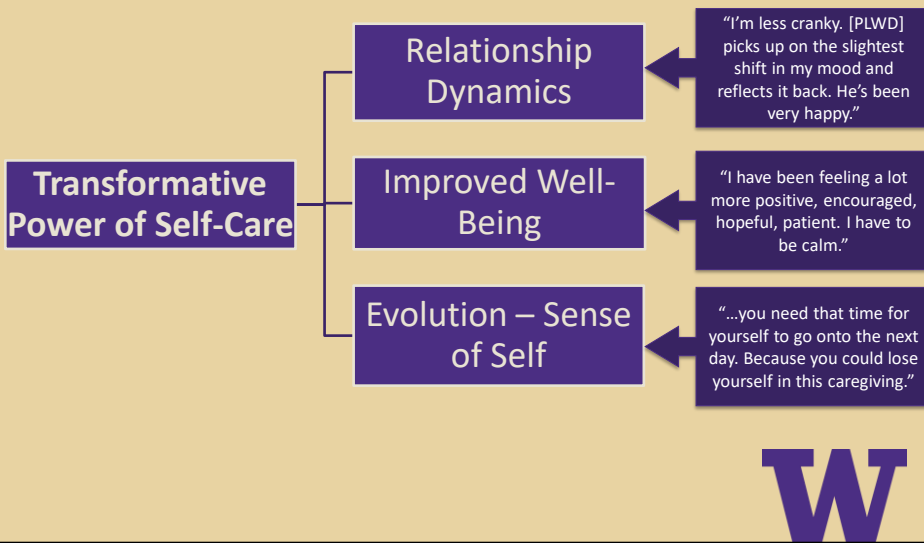 Transformative
Power of Self-Care
Relationship
Dynamics
“I’m less cranky. [PLWD]
picks up on the slightest
shift in my mood and
reflects it back. He’s been
very happy.”
Improved Well-
Being
“I have been feeling a lot
more positive, encouraged,
hopeful, patient. I have to
be calm.”
Evolution – Sense
of Self
“…you need that time for
yourself to go onto the next
day. Because you could lose
yourself in this caregiving.”
W